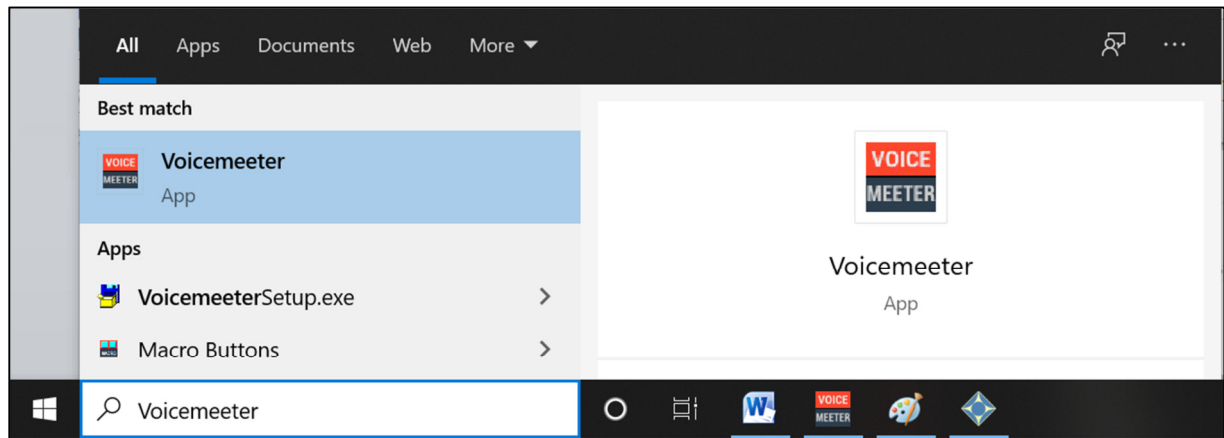 All Apps Documents Web More
Best match
VOICE
MEETER
Voicemeeter
App
VOICE
MEETER
Voicemeeter
App
Apps
VoicemeeterSetup.exe
MACRO
Macro Buttons
Voicemeeter
W
VOICE
MEETER